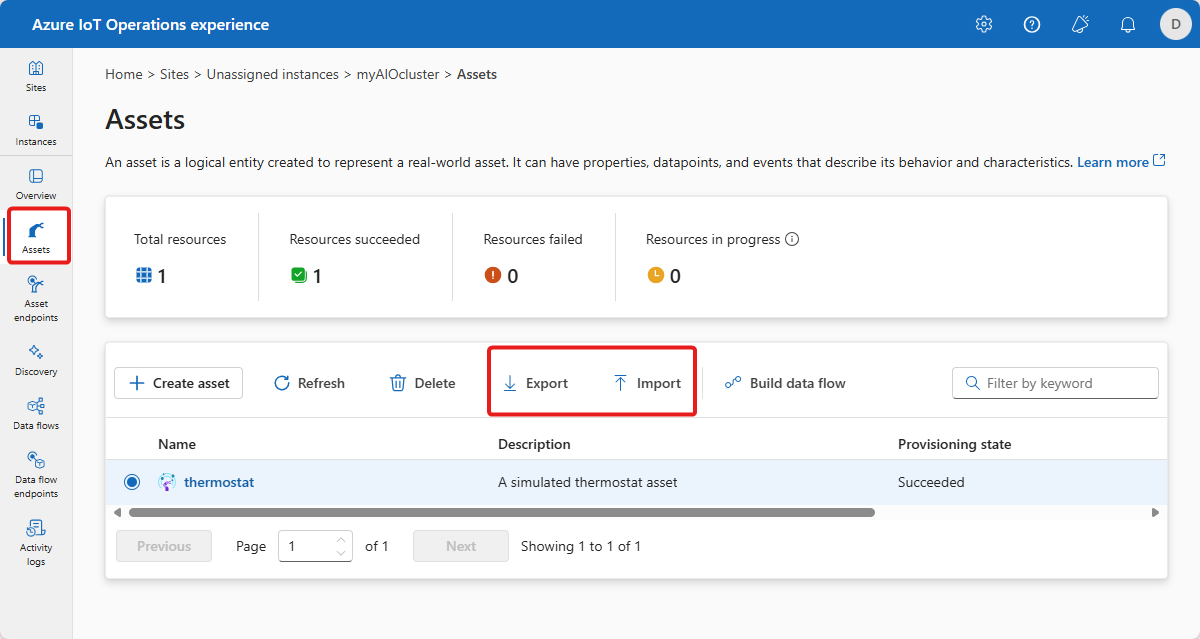 Azure IoT Operations experience
D
Sites
Instances
Overview
Assets
Asset
endpoints
Discovery
Data flows
Data flow
endpoints
Activity
logs
Home > Sites > Unassigned instances > myAIOcluster > Assets
Assets
An asset is a logical entity created to represent a real-world asset. It can have properties, datapoints, and events that describe its behavior and characteristics. Learn more
Total resources
1
Resources succeeded
1
Resources failed
0
Resources in progress
0
Create asset Refresh Delete Export Import Build data flow Filter by keyword
Name Description Provisioning state
thermostat A simulated thermostat asset Succeeded
Previous Page 1 of 1 Next Showing 1 to 1 of 1